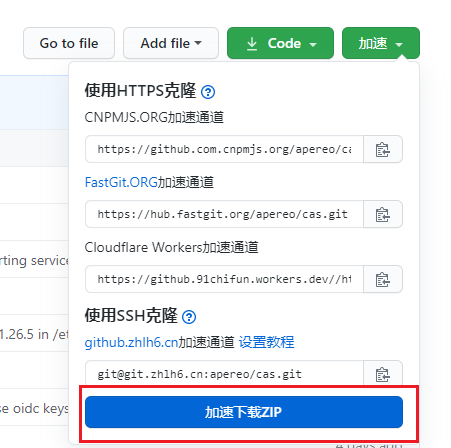 Go to file
Add file
Code
加速
使用HTTPS克隆
CNPMJS.ORG加速通道
https://github.com.cnpmjs.org/apereo/ca
FastGit.ORG加速通道
https://hub.fastgit.org/apereo/cas.git
Cloudflare Workers加速通道
rting service
https://github.91chifun.workers.dev//ht
使用SSH克隆
1.26.5 in /et
github.zhlh6.cn加速通道 设置教程
git@git.zhlh6.cn:apereo/cas.git
se oidc keys
加速下载ZIP
4 days ago